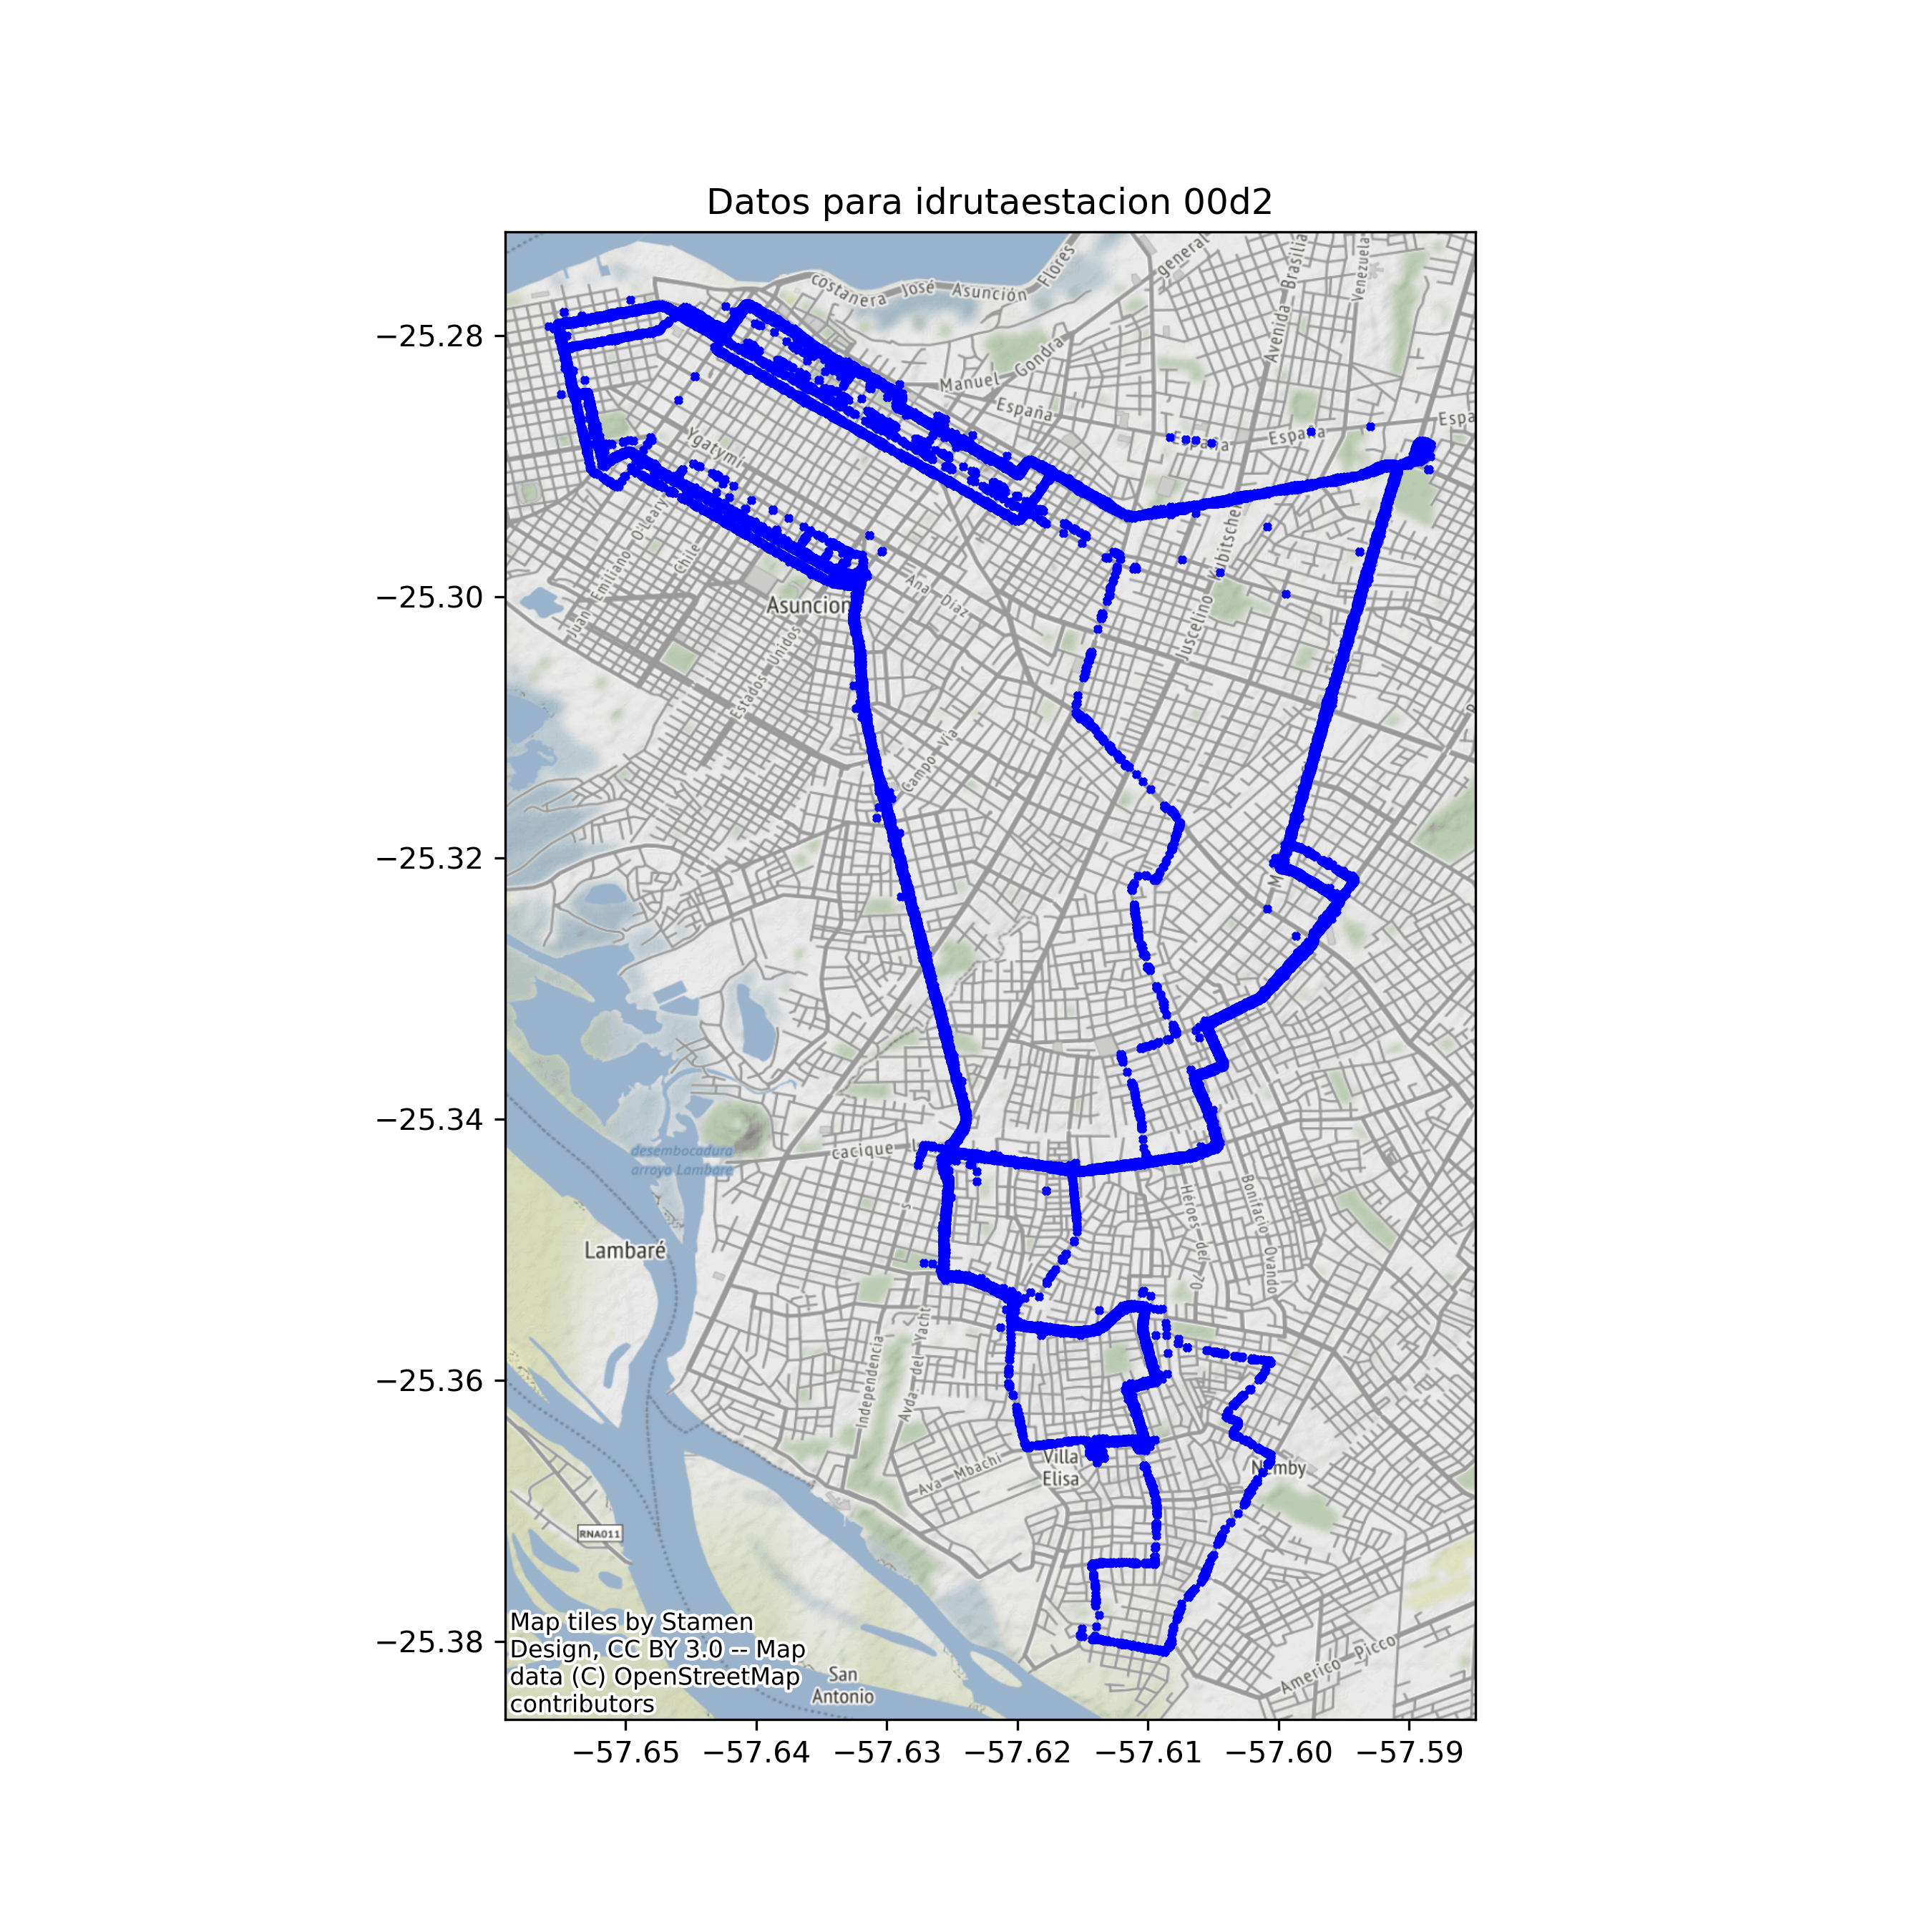 Datos para idrutaestacion 00d2
−25.28
−25.30
−25.32
−25.34
−25.36
−25.38
costanera José Asunción
Flores
general
Avenida Brasilia
Venezuela
Manuel Gondra
España
España
España
Espa
Ygatymí
Juan Emiliano O'Leary
Chile
Asuncion
Ana Díaz
Juscelino Kubitschek
Estados Unidos
Campo Vía
M
cacique L
desembocadura
arroyo Lambaré
s
Lambaré
Héroes del 70
Bonifacio Ovando
Independencia
Avda. del Yacht
Ava Mbachi
Villa
Elisa
Ñemby
RNA011
Americo Picco
San
Antonio
Map tiles by Stamen
Design, CC BY 3.0 -- Map
data (C) OpenStreetMap
contributors
−57.65
−57.64
−57.63
−57.62
−57.61
−57.60
−57.59